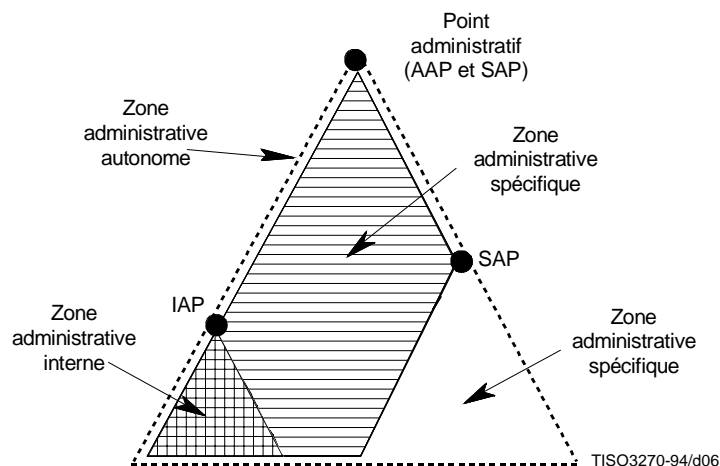 Point
administratif
(AAP et SAP)
Zone
administrative
autonome
Zone
administrative
spécifique
SAP
IAP
Zone
administrative
interne
Zone
administrative
spécifique
TISO3270-94/d06